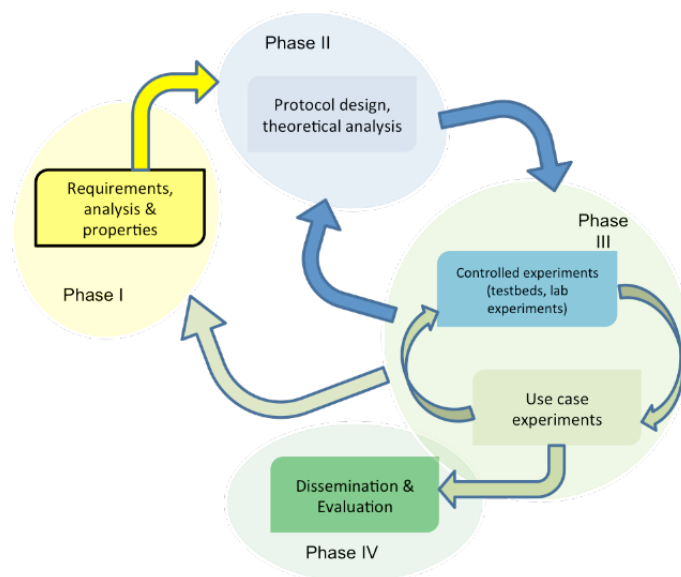 Phase II
Protocol design,
theoretical analysis
Requirements,
analysis &
properties
Phase I
Phase
III
Controlled experiments
(testbeds, lab
experiments)
Use case
experiments
Dissemination &
Evaluation
Phase IV